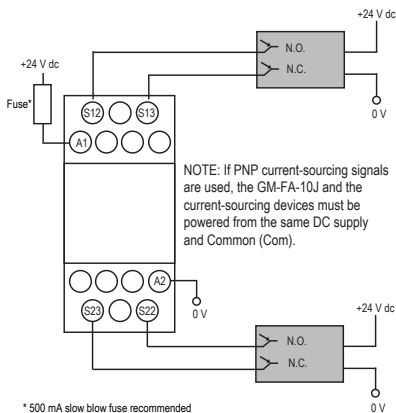 +24 V dc
N.O.
N.C.
0 V
+24 V dc
Fuse*
S12
S13
A1
NOTE: If PNP current-sourcing signals
are used, the GM-FA-10J and the
current-sourcing devices must be
powered from the same DC supply
and Common (Com).
A2
S23
S22
0 V
+24 V dc
N.O.
N.C.
0 V
* 500 mA slow blow fuse recommended